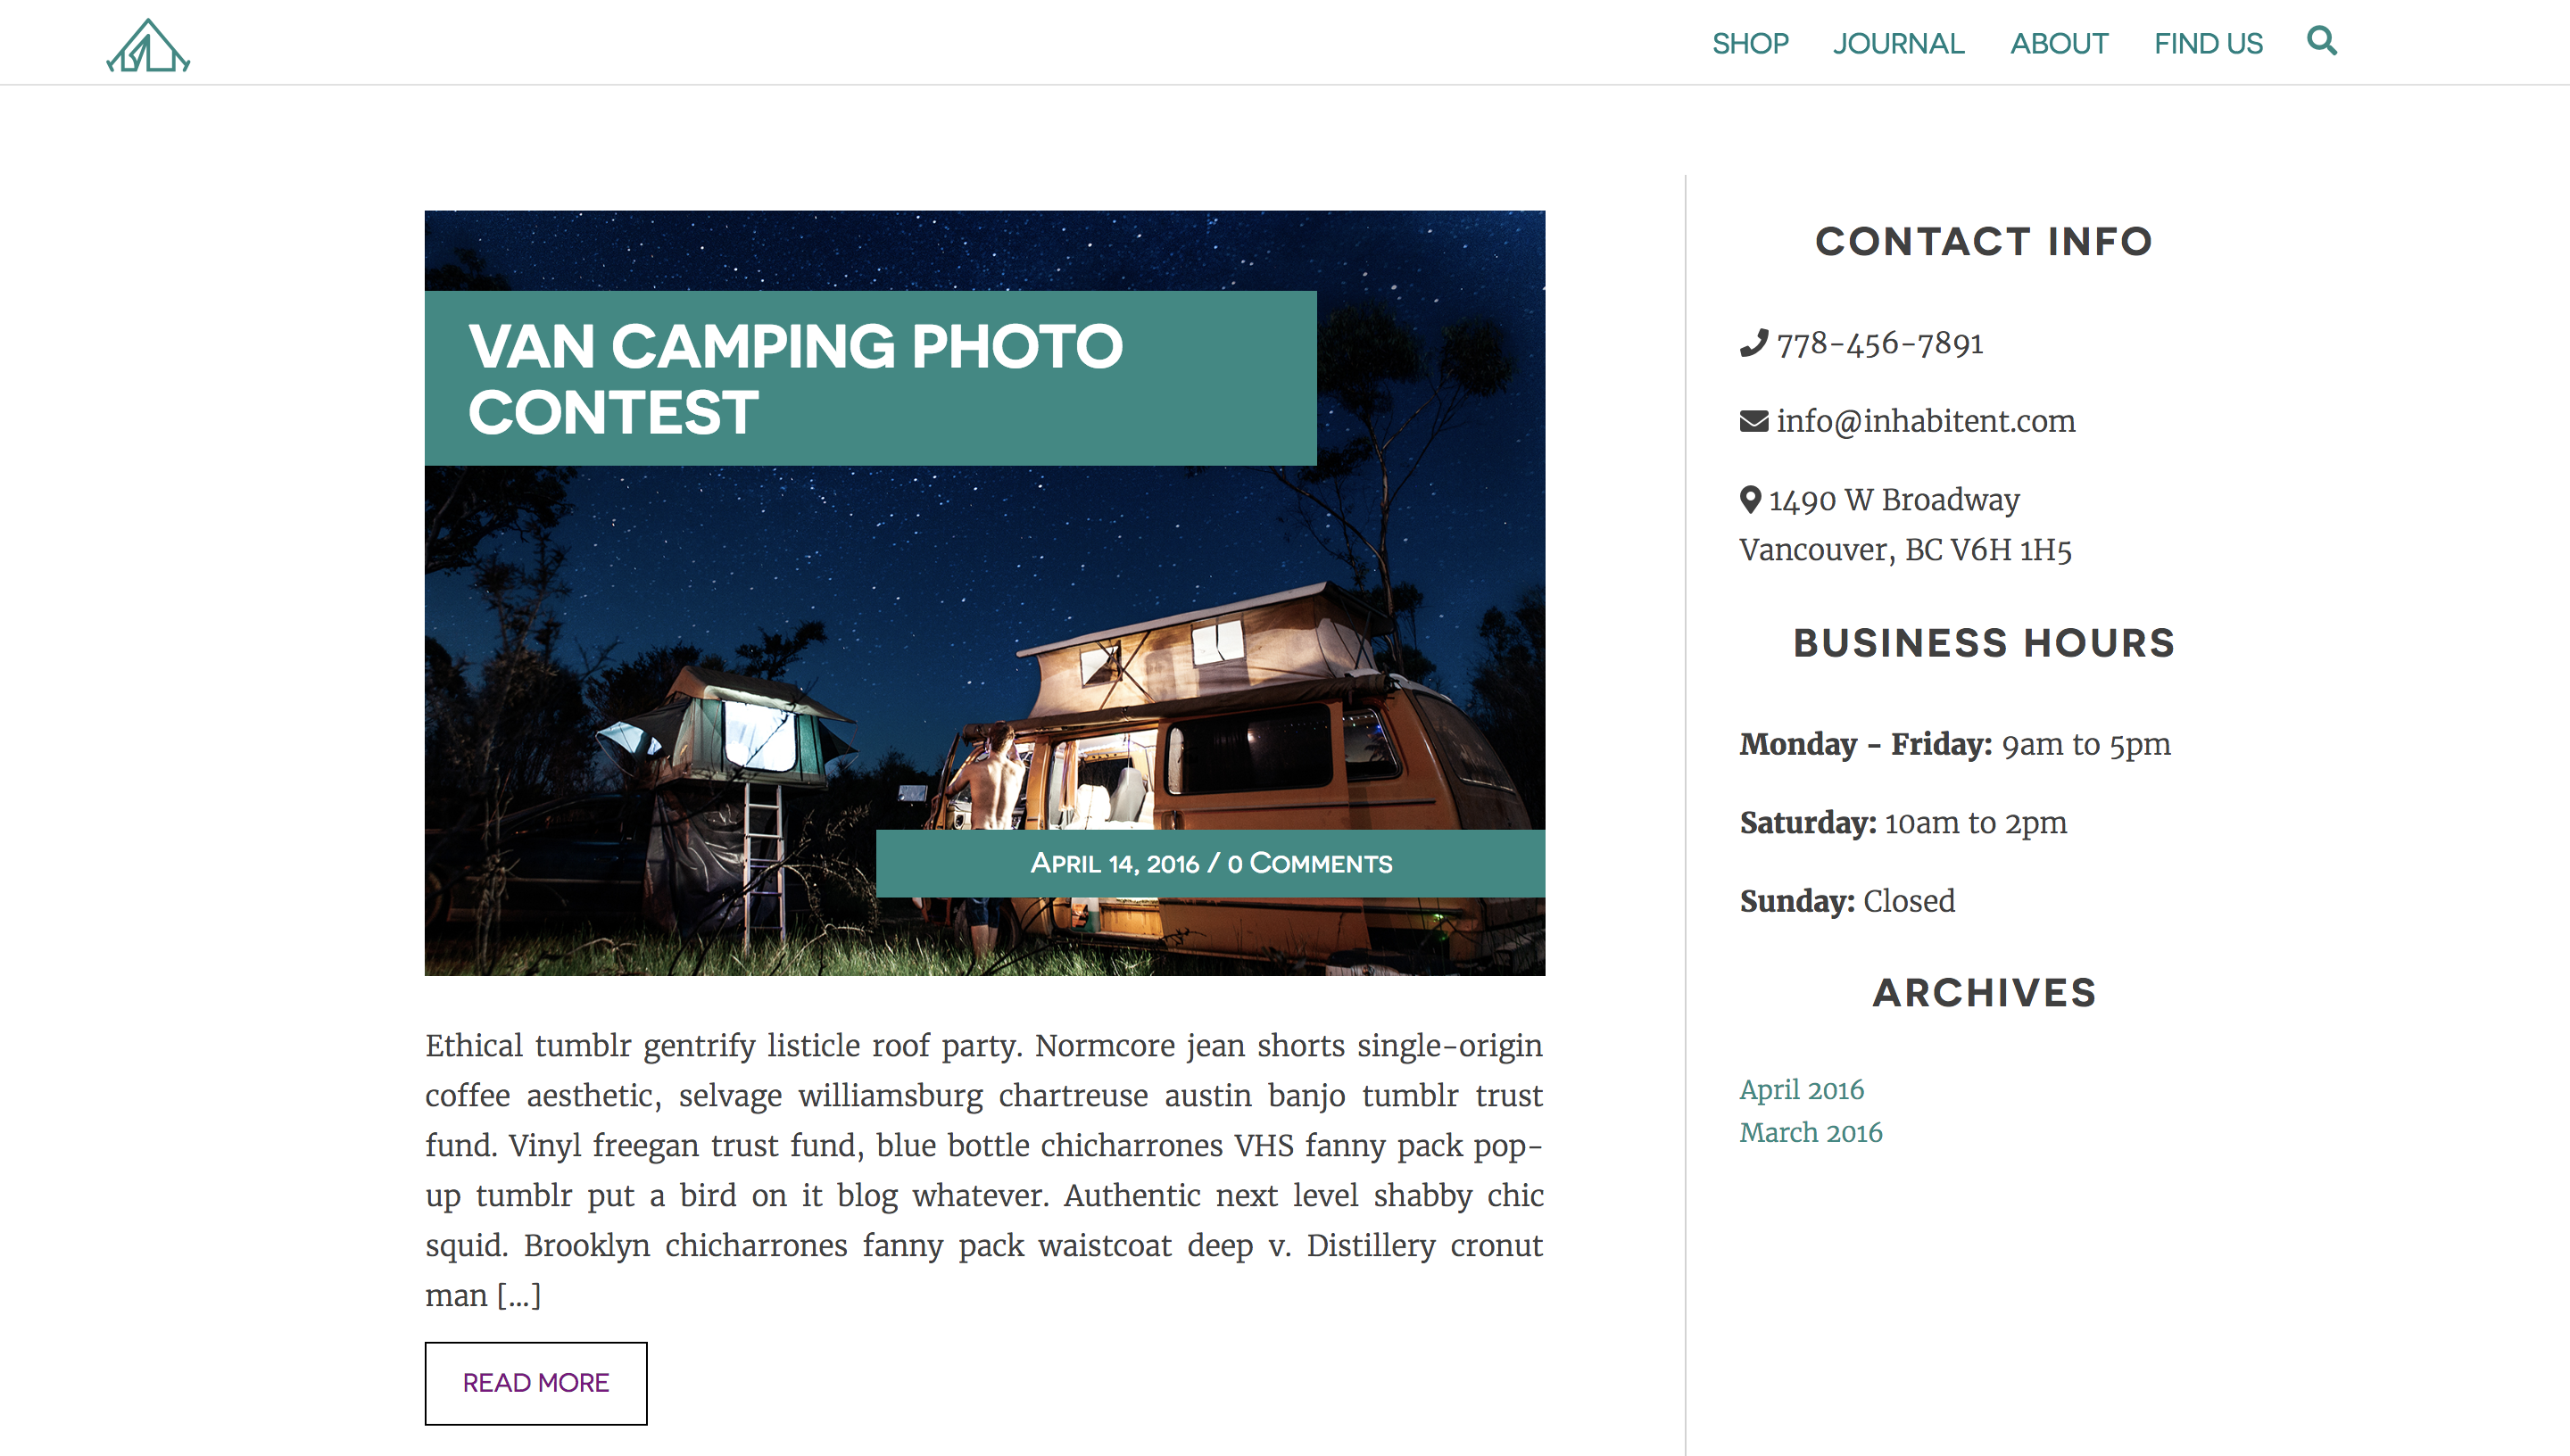 SHOP JOURNAL ABOUT FIND US
VAN CAMPING PHOTO
CONTEST
April 14, 2016 / 0 Comments
Ethical tumblr gentrify listicle roof party. Normcore jean shorts single-origin
coffee aesthetic, selvage williamsburg chartreuse austin banjo tumblr trust
fund. Vinyl freegan trust fund, blue bottle chicharrones VHS fanny pack pop-
up tumblr put a bird on it blog whatever. Authentic next level shabby chic
squid. Brooklyn chicharrones fanny pack waistcoat deep v. Distillery cronut
man [...]
READ MORE
CONTACT INFO
778-456-7891
info@inhabitent.com
1490 W Broadway
Vancouver, BC V6H 1H5
BUSINESS HOURS
Monday - Friday: 9am to 5pm
Saturday: 10am to 2pm
Sunday: Closed
ARCHIVES
April 2016
March 2016